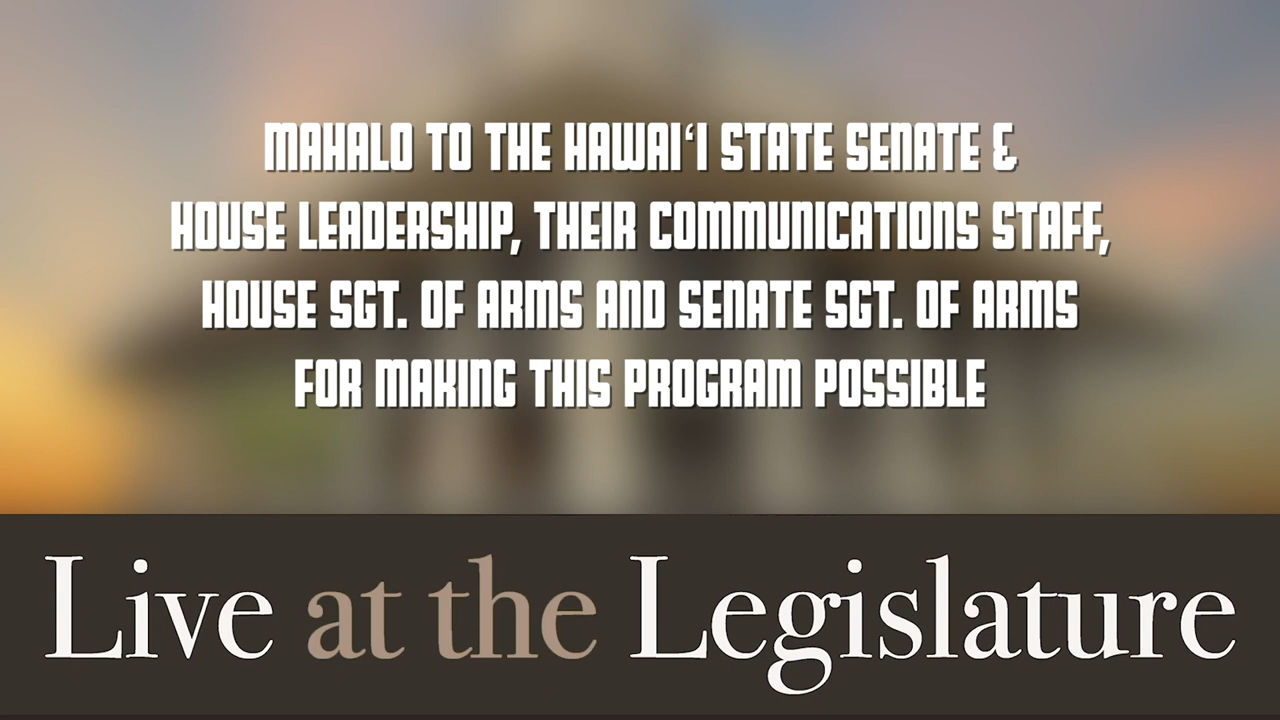 MAHALO TO THE HAWAIʻI STATE SENATE &
HOUSE LEADERSHIP, THEIR COMMUNICATIONS STAFF,
HOUSE SGT. OF ARMS AND SENATE SGT. OF ARMS
FOR MAKING THIS PROGRAM POSSIBLE
Live at the Legislature